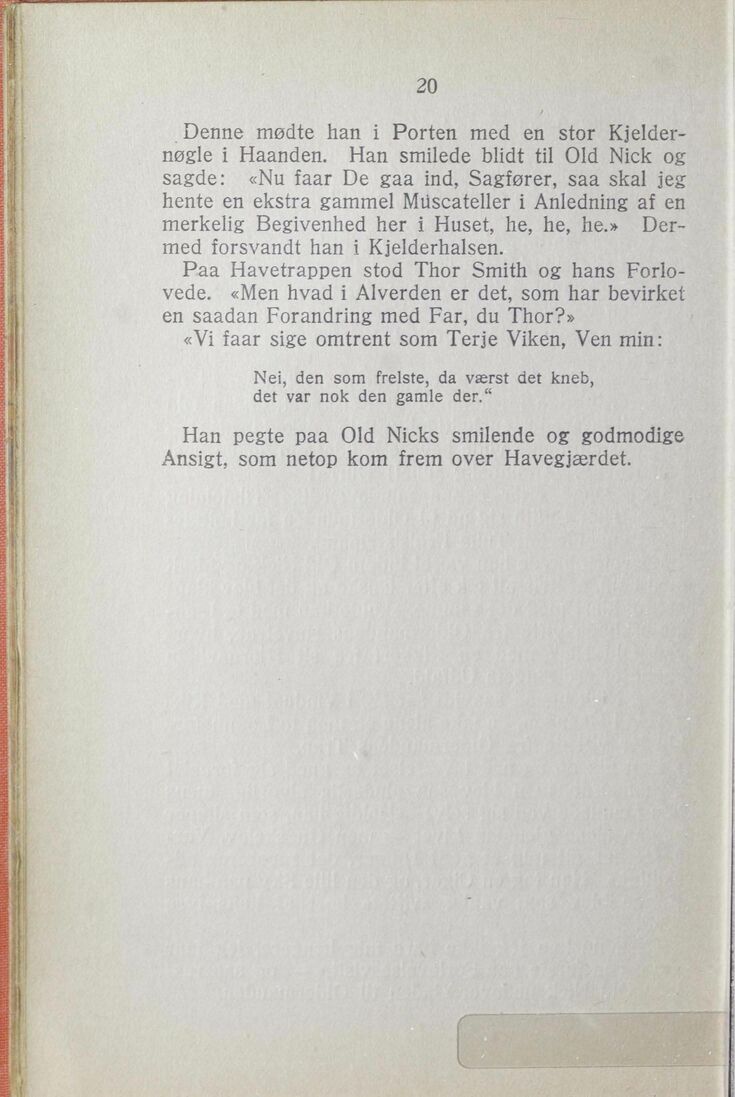 20
Denne mødte han i Porten med en stor Kjelder-
nøgle i Haanden. Han smilede blidt til Old Nick og
sagde: «Nu faar De gaa ind, Sagfører, saa skal jeg
hente en ekstra gammel Muscateller i Anledning af en
merkelig Begivenhed her i Huset, he, he, he.» Der-
med forsvandt han i Kjelderhalsen.
Paa Havetrappen stod Thor Smith og hans Forlo-
vede. «Men hvad i Alverden er det, som har bevirket
en saadan Forandring med Far, du Thor?»
«Vi faar sige omtrent som Terje Viken, Ven min:
Nei, den som frelste, da værst det kneb,
det var nok den gamle der.“
Han pegte paa Old Nicks smilende og godmodige
Ansigt, som netop kom frem over Havegjærdet.